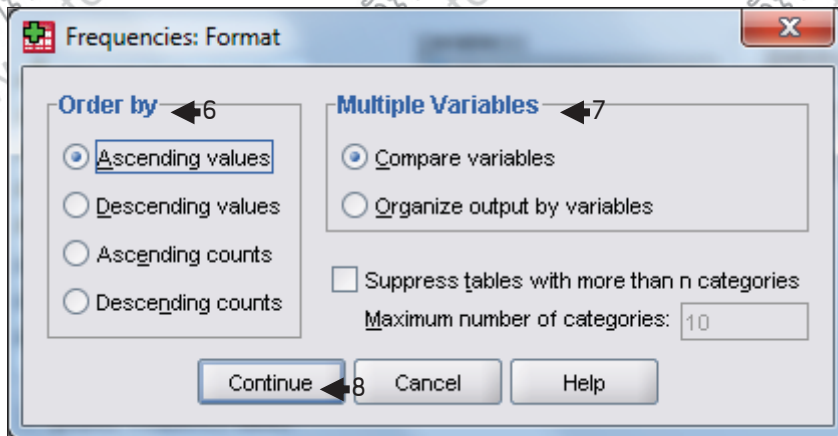 Frequencies: Format
Order by 6
Ascending values
Descending values
Ascending counts
Descending counts
Multiple Variables 7
Compare variables
Organize output by variables
Suppress tables with more than n categories
Maximum number of categories: 10
Continue 8
Cancel
Help